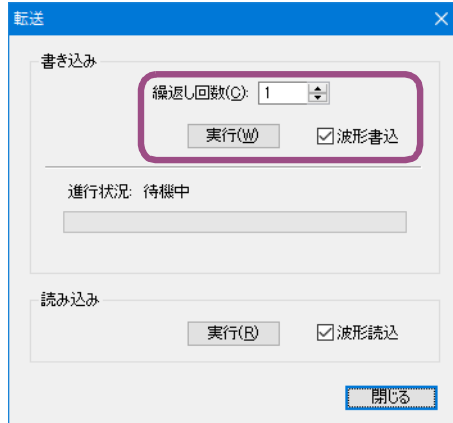 転送
書き込み
繰返し回数(C): 1
実行(W) 波形書込
進行状況: 待機中
読み込み
実行(R) 波形読込
閉じる